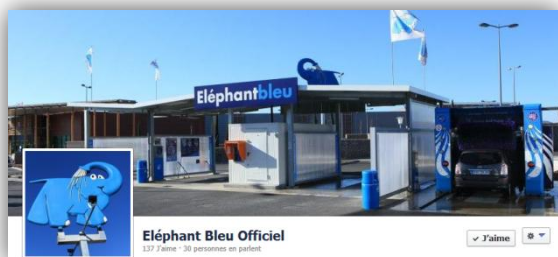 Eléphantbleu
Eléphant Bleu Officiel
137 J'aime · 30 personnes en parlent
J'aime